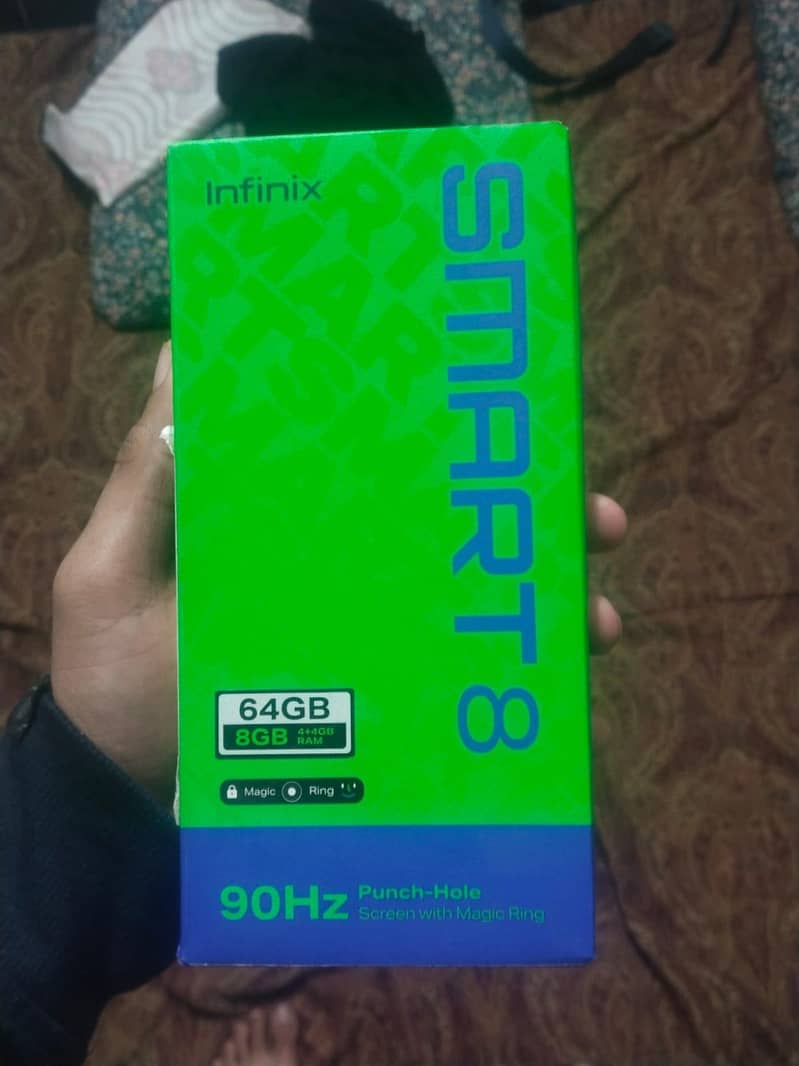 Infinix
SMART 8
64GB
8GB 4+4GB RAM
Magic Ring
90Hz Punch-Hole
Screen with Magic Ring